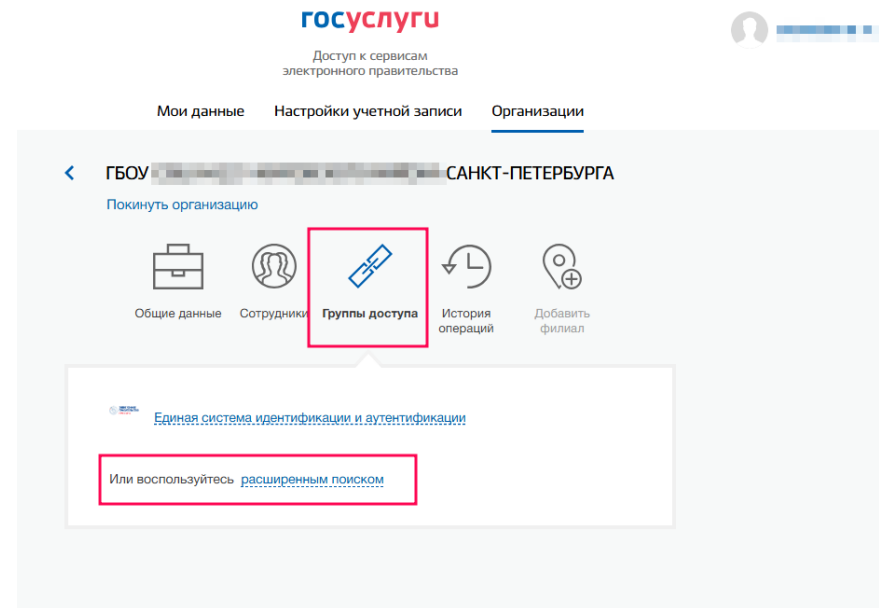 госуслуги
Доступ к сервисам
электронного правительства
Мои данные Настройки учетной записи Организации
ГБОУ САНКТ-ПЕТЕРБУРГА
Покинуть организацию
Общие данные Сотрудники Группы доступа История операций Добавить филиал
Единая система идентификации и аутентификации
Или воспользуйтесь расширенным поиском